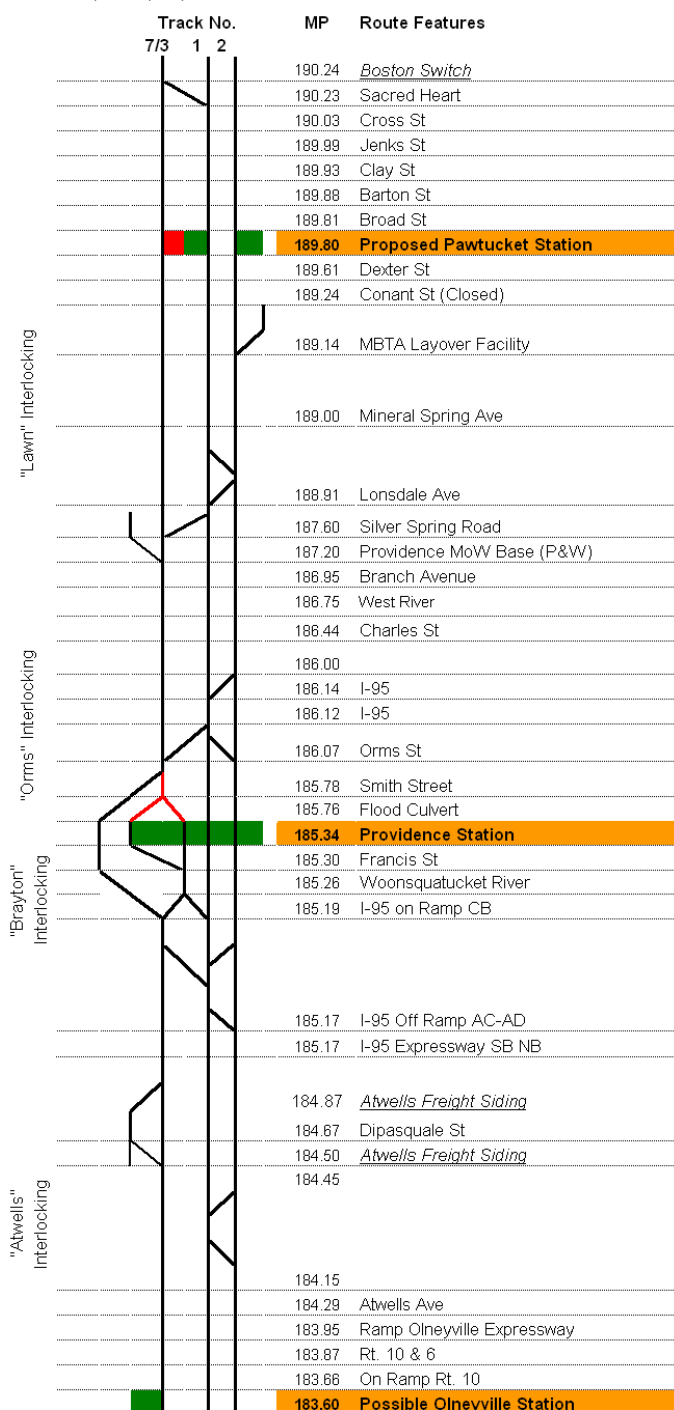 Track No. MP Route Features
7/3 1 2
190.24 Boston Switch
190.23 Sacred Heart
190.03 Cross St
189.99 Jenks St
189.93 Clay St
189.88 Barton St
189.81 Broad St
189.80 Proposed Pawtucket Station
189.61 Dexter St
189.24 Conant St (Closed)
"Lawn" Interlocking
189.14 MBTA Layover Facility
189.00 Mineral Spring Ave
188.91 Lonsdale Ave
187.60 Silver Spring Road
187.20 Providence MoW Base (P&W)
186.95 Branch Avenue
186.75 West River
186.44 Charles St
"Orms" Interlocking
186.00
186.14 I-95
186.12 I-95
186.07 Orms St
185.78 Smith Street
185.76 Flood Culvert
185.34 Providence Station
"Brayton"
Interlocking
185.30 Francis St
185.26 Woonsquatucket River
185.19 I-95 on Ramp CB
185.17 I-95 Off Ramp AC-AD
185.17 I-95 Expressway SB NB
184.87 Atwells Freight Siding
184.67 Dipasquale St
184.50 Atwells Freight Siding
184.45
"Atwells"
Interlocking
184.15
184.29 Atwells Ave
183.95 Ramp Olneyville Expressway
183.87 Rt. 10 & 6
183.66 On Ramp Rt. 10
183.60 Possible Olneyville Station